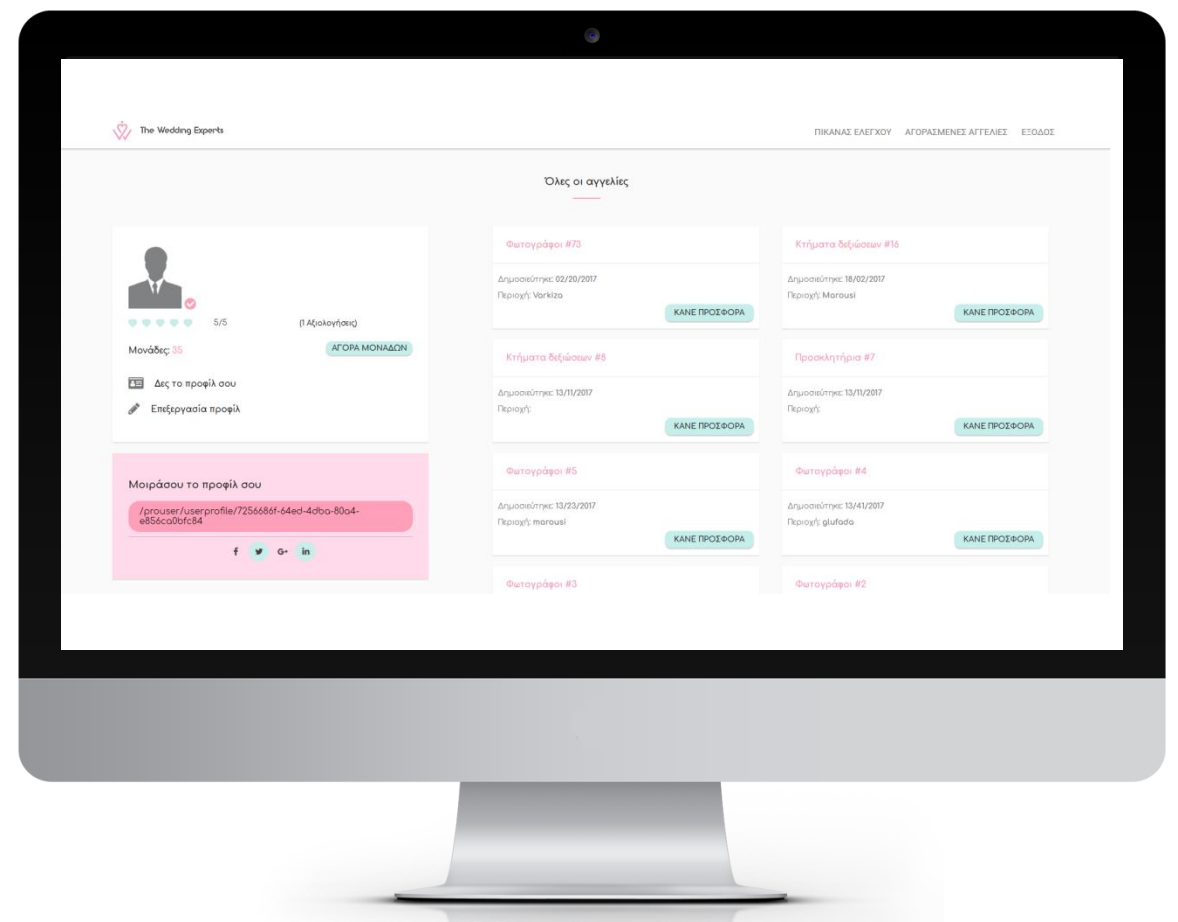 The Wedding Experts
ΠΙΚΑΝΑΣ ΕΛΕΓΧΟΥ ΑΓΟΡΑΣΜΕΝΕΣ ΑΓΓΕΛΙΕΣ ΕΞΟΔΟΣ
Όλες οι αγγελίες
5/5 (1 Αξιολογήσεις)
Μονάδες: 35 ΑΓΟΡΑ ΜΟΝΑΔΩΝ
Δες το προφίλ σου
Επεξεργασία προφίλ
Μοιράσου το προφίλ σου
/prouser/userprofile/7256686f-64ed-4dba-80a4-
e856ca0bfc84
f G+ in
Φωτογράφοι #73
Δημοσιεύτηκε: 02/20/2017
Περιοχή: Varkiza
ΚΑΝΕ ΠΡΟΣΦΟΡΑ
Κτήματα δεξιώσεων #16
Δημοσιεύτηκε: 18/02/2017
Περιοχή: Marousi
ΚΑΝΕ ΠΡΟΣΦΟΡΑ
Κτήματα δεξιώσεων #8
Δημοσιεύτηκε: 13/11/2017
Περιοχή:
ΚΑΝΕ ΠΡΟΣΦΟΡΑ
Προσκλητήρια #7
Δημοσιεύτηκε: 13/11/2017
Περιοχή:
ΚΑΝΕ ΠΡΟΣΦΟΡΑ
Φωτογράφοι #5
Δημοσιεύτηκε: 13/23/2017
Περιοχή: marousi
ΚΑΝΕ ΠΡΟΣΦΟΡΑ
Φωτογράφοι #4
Δημοσιεύτηκε: 13/41/2017
Περιοχή: glufada
ΚΑΝΕ ΠΡΟΣΦΟΡΑ
Φωτογράφοι #3
Φωτογράφοι #2